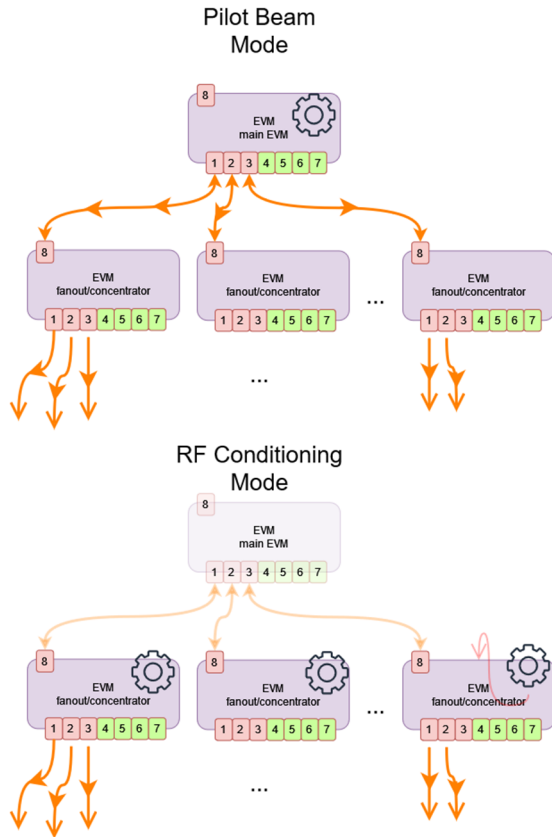 Pilot Beam
Mode
8
EVM
main EVM
1 2 3 4 5 6 7
8 8 8
EVM EVM EVM
fanout/concentrator fanout/concentrator ... fanout/concentrator
1 2 3 4 5 6 7 1 2 3 4 5 6 7 1 2 3 4 5 6 7
...
RF Conditioning
Mode
8
EVM
main EVM
1 2 3 4 5 6 7
8 8 8
EVM EVM EVM
fanout/concentrator fanout/concentrator ... fanout/concentrator
1 2 3 4 5 6 7 1 2 3 4 5 6 7 1 2 3 4 5 6 7
...